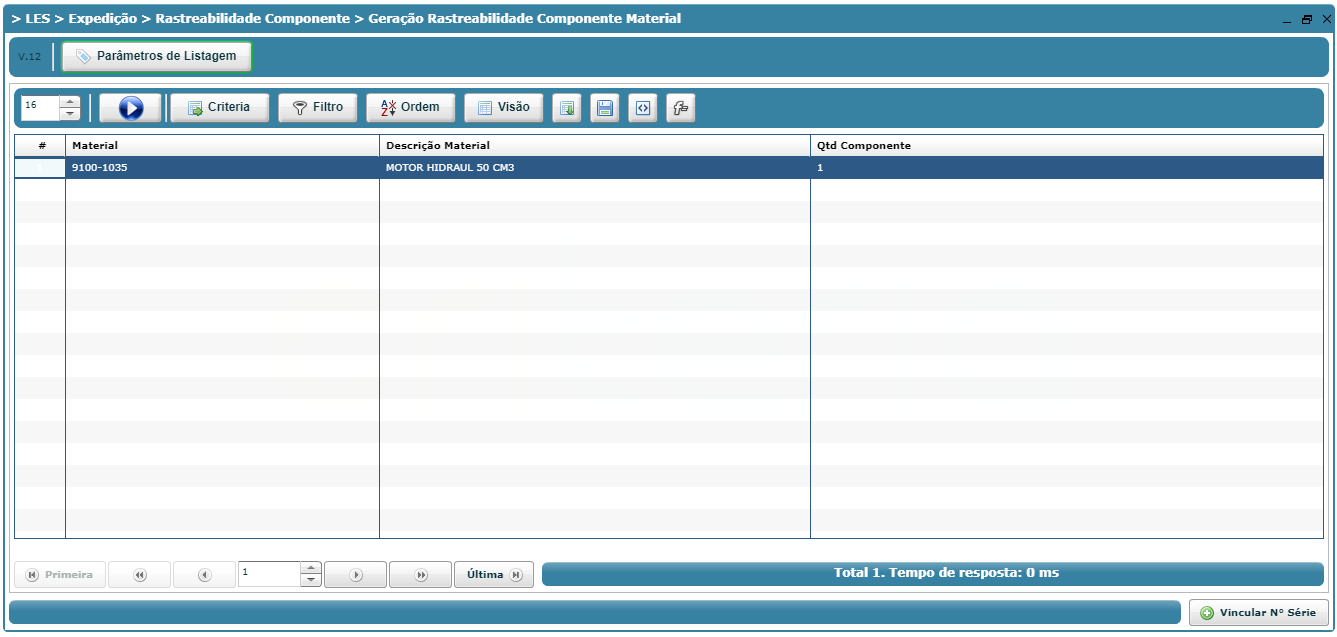 > LES > Expedição > Rastreabilidade Componente > Geração Rastreabilidade Componente Material
V.12 Parâmetros de Listagem
16 Criteria Filtro Ordem Visão
# Material Descrição Material Qtd Componente
1 9100-1035 MOTOR HIDRAUL 50 CM3 1
Primeira 1 Última Total 1. Tempo de resposta: 0 ms
Vincular Nº Série